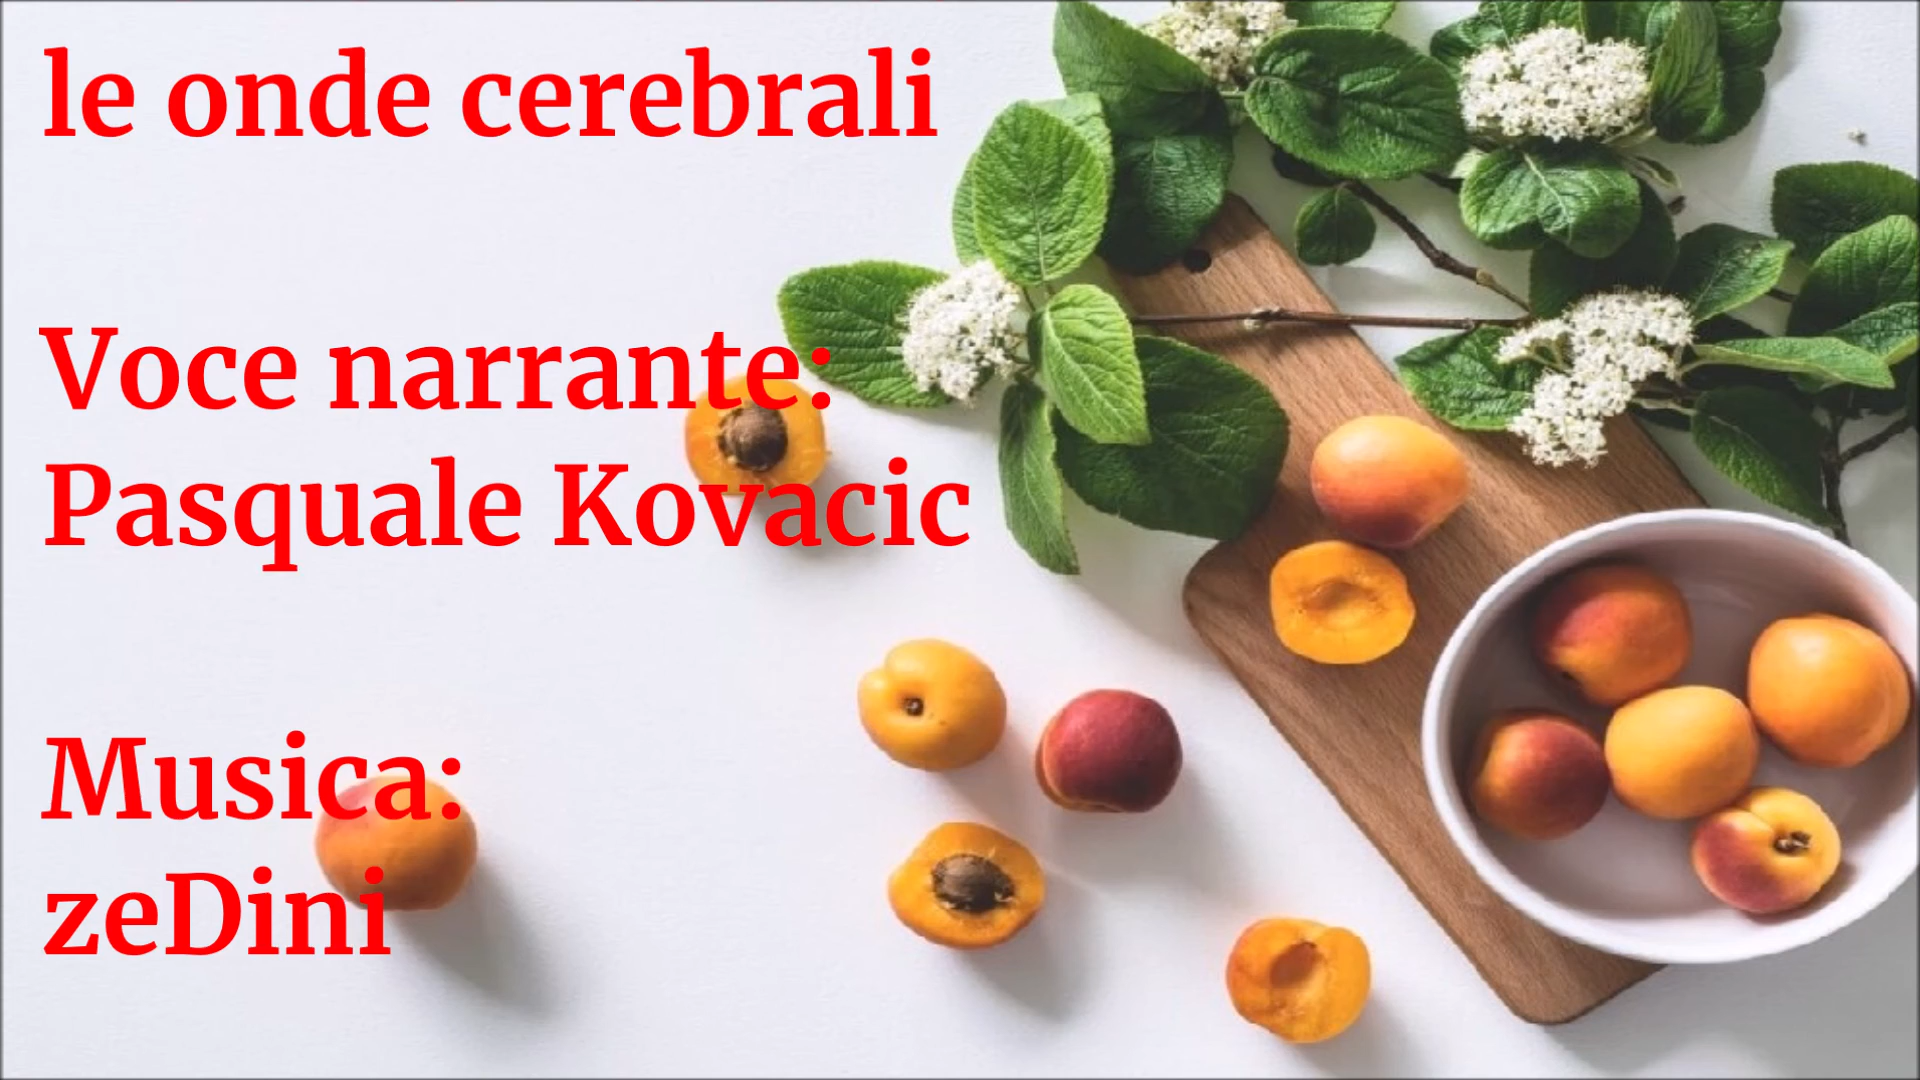 le onde cerebrali
Voce narrante:
Pasquale Kovacic
Musica:
zeDini